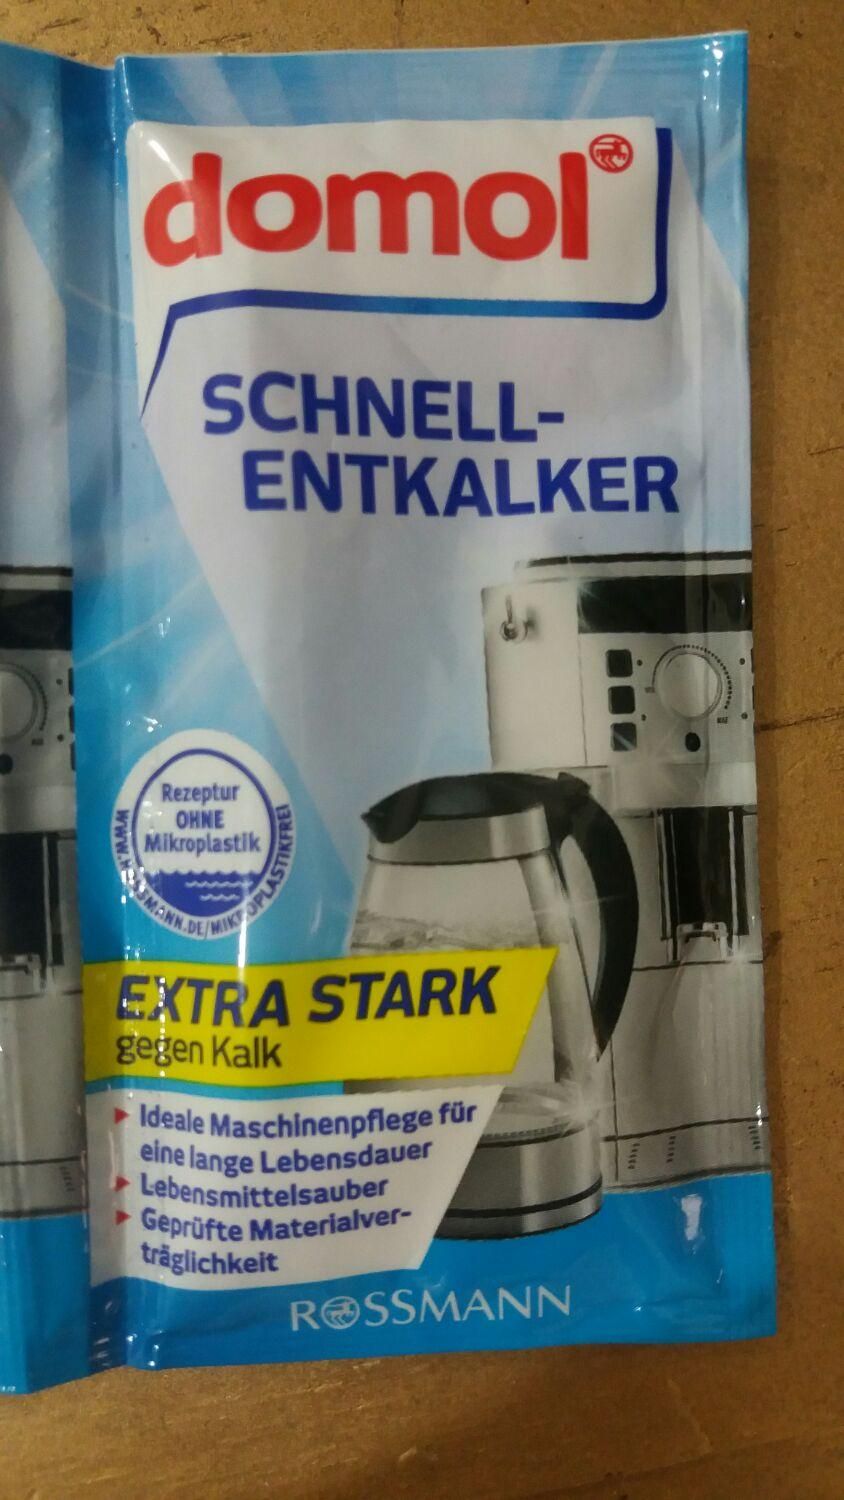 domol
SCHNELL-
ENTKALKER
Rezeptur
OHNE
Mikroplastik
WWW.ROSSMANN.DE/MIKROPLASTIKFREI
EXTRA STARK
gegen Kalk
Ideale Maschinenpflege für
eine lange Lebensdauer
Lebensmittelsauber
Geprüfte Materialver-
träglichkeit
ROSSMANN